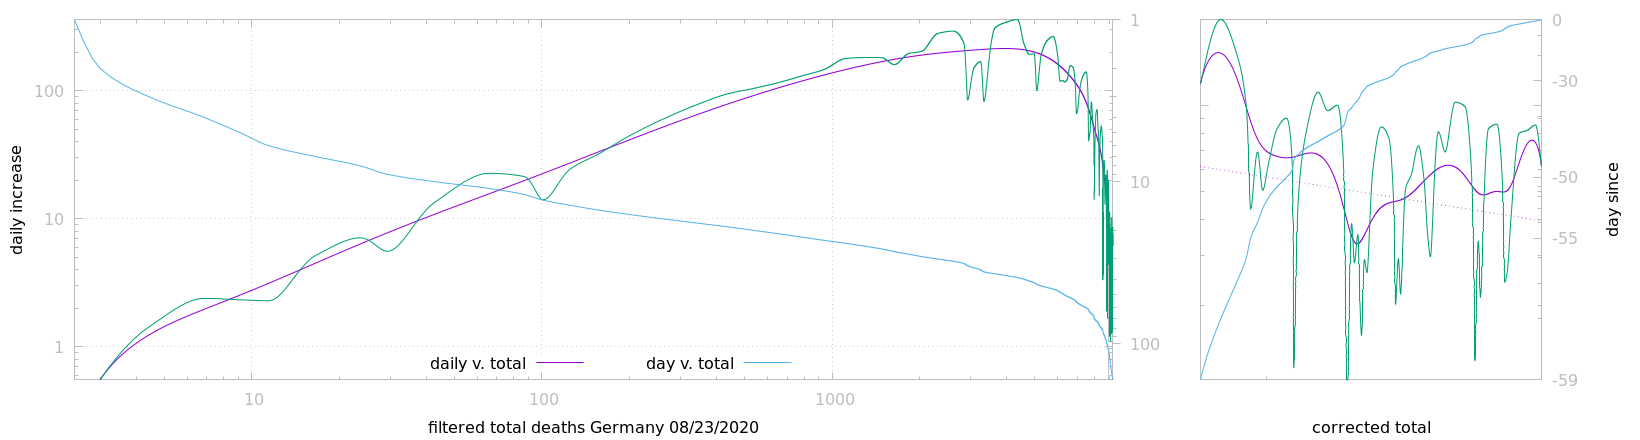 daily increase
100
10
1
10
100
1000
1
10
100
daily v. total
day v. total
filtered total deaths Germany 08/23/2020
0
-30
-50
-55
-59
day since
corrected total